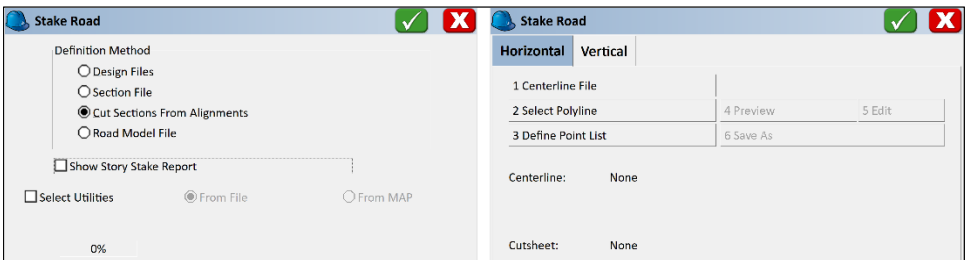 Stake Road
Definition Method
Design Files
Section File
Cut Sections From Alignments
Road Model File
Show Story Stake Report
Select Utilities From File From MAP
0%
Stake Road
Horizontal Vertical
1 Centerline File
2 Select Polyline 4 Preview 5 Edit
3 Define Point List 6 Save As
Centerline: None
Cutsheet: None